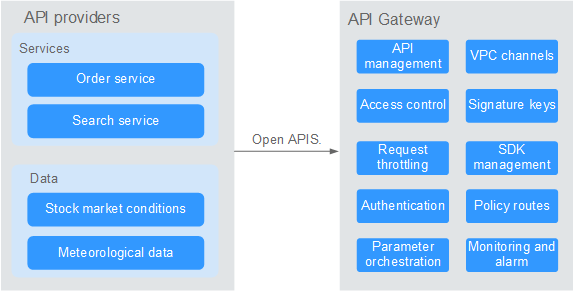 API providers
Services
Order service
Search service
Data
Stock market conditions
Meteorological data
Open APIS.
API Gateway
API
management
VPC channels
Access control
Signature keys
Request
throttling
SDK
management
Authentication
Policy routes
Parameter
orchestration
Monitoring and
alarm